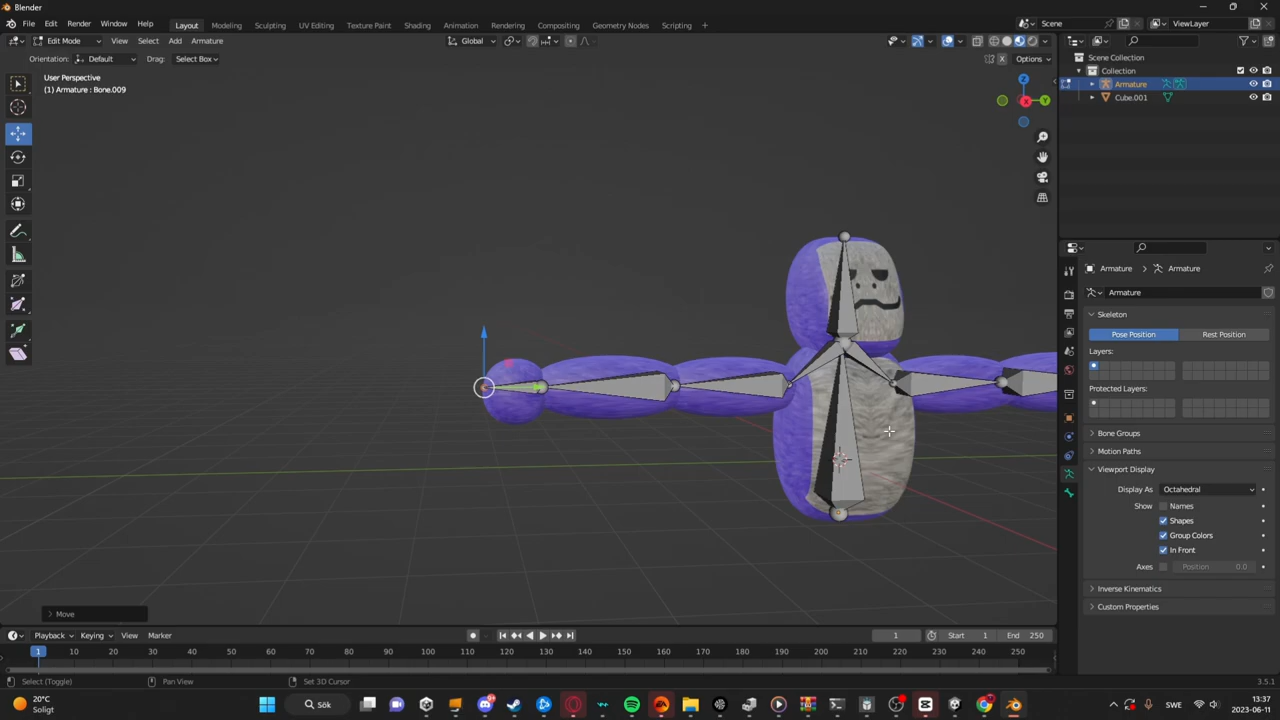 Blender
File Edit Render Window Help Layout Modeling Sculpting UV Editing Texture Paint Shading Animation Rendering Compositing Geometry Nodes Scripting + Scene ViewLayer
Edit Mode View Select Add Armature Global
Orientation: Default Drag: Select Box X Options
User Perspective
(1) Armature : Bone.009
Z
X
Y
Scene Collection
Collection
Armature
Cube.001
Armature > Armature
Armature
Skeleton
Pose Position Rest Position
Layers:
Protected Layers:
Bone Groups
Motion Paths
Viewport Display
Display As Octahedral
Show Names
Shapes
Group Colors
In Front
Axes Position 0.0
Inverse Kinematics
Custom Properties
> Move
Playback Keying View Marker 1 Start 1 End 250
1 10 20 30 40 50 60 70 80 90 100 110 120 130 140 150 160 170 180 190 200 210 220 230 240 250
Select (Toggle) Pan View Set 3D Cursor 3.5.1
20°C
Soligt
Sök
SWE
13:37
2023-06-11